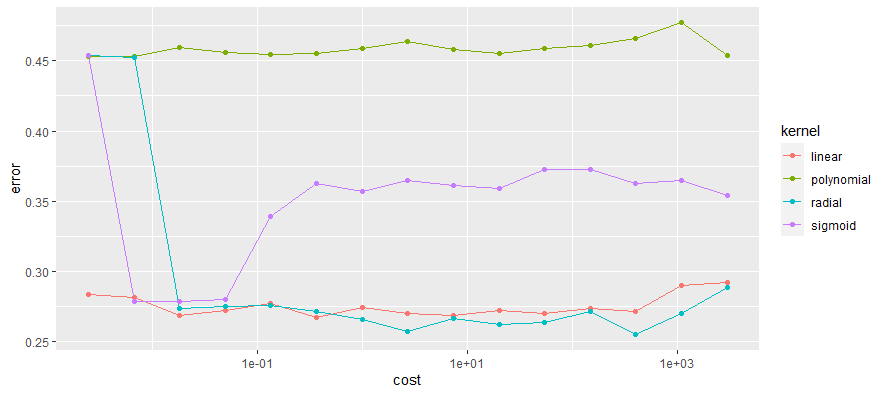 0.45
0.40
0.35
0.30
0.25
error
1e-01
1e+01
1e+03
cost
kernel
linear
polynomial
radial
sigmoid